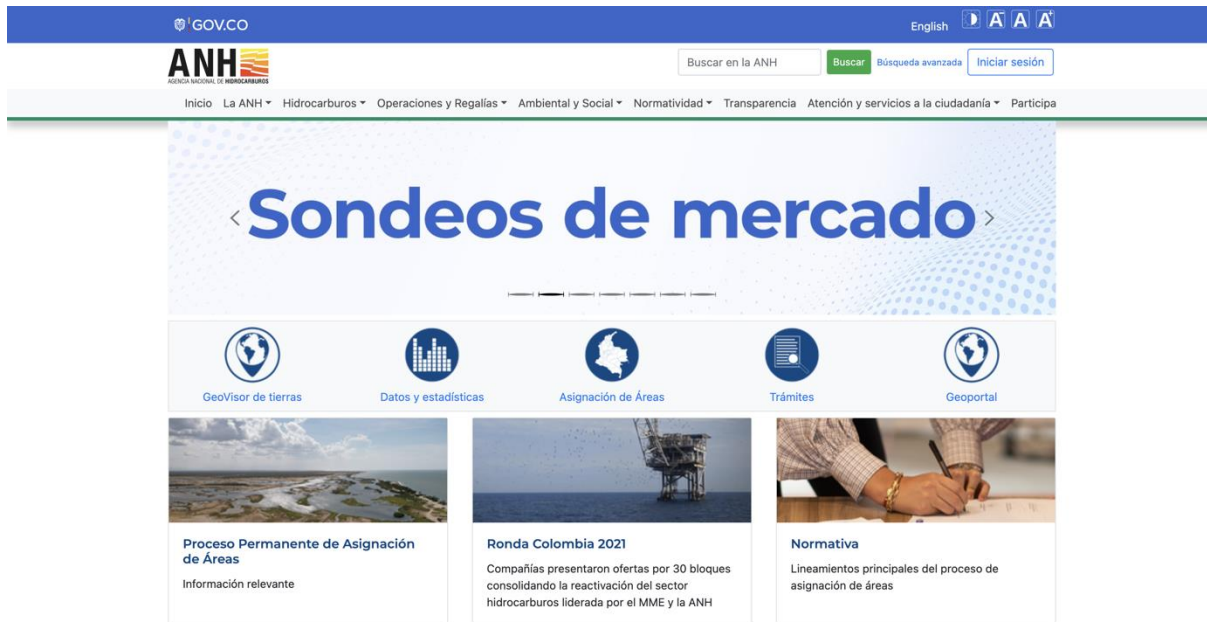 GOV.CO
English A- A A+
ANH
AGENCIA NACIONAL DE HIDROCARBUROS
Buscar en la ANH Buscar Búsqueda avanzada Iniciar sesión
Inicio La ANH Hidrocarburos Operaciones y Regalías Ambiental y Social Normatividad Transparencia Atención y servicios a la ciudadanía Participa
Sondeos de mercado
GeoVisor de tierras
Datos y estadísticas
Asignación de Áreas
Trámites
Geoportal
Proceso Permanente de Asignación
de Áreas
Información relevante
Ronda Colombia 2021
Compañías presentaron ofertas por 30 bloques
consolidando la reactivación del sector
hidrocarburos liderada por el MME y la ANH
Normativa
Lineamientos principales del proceso de
asignación de áreas